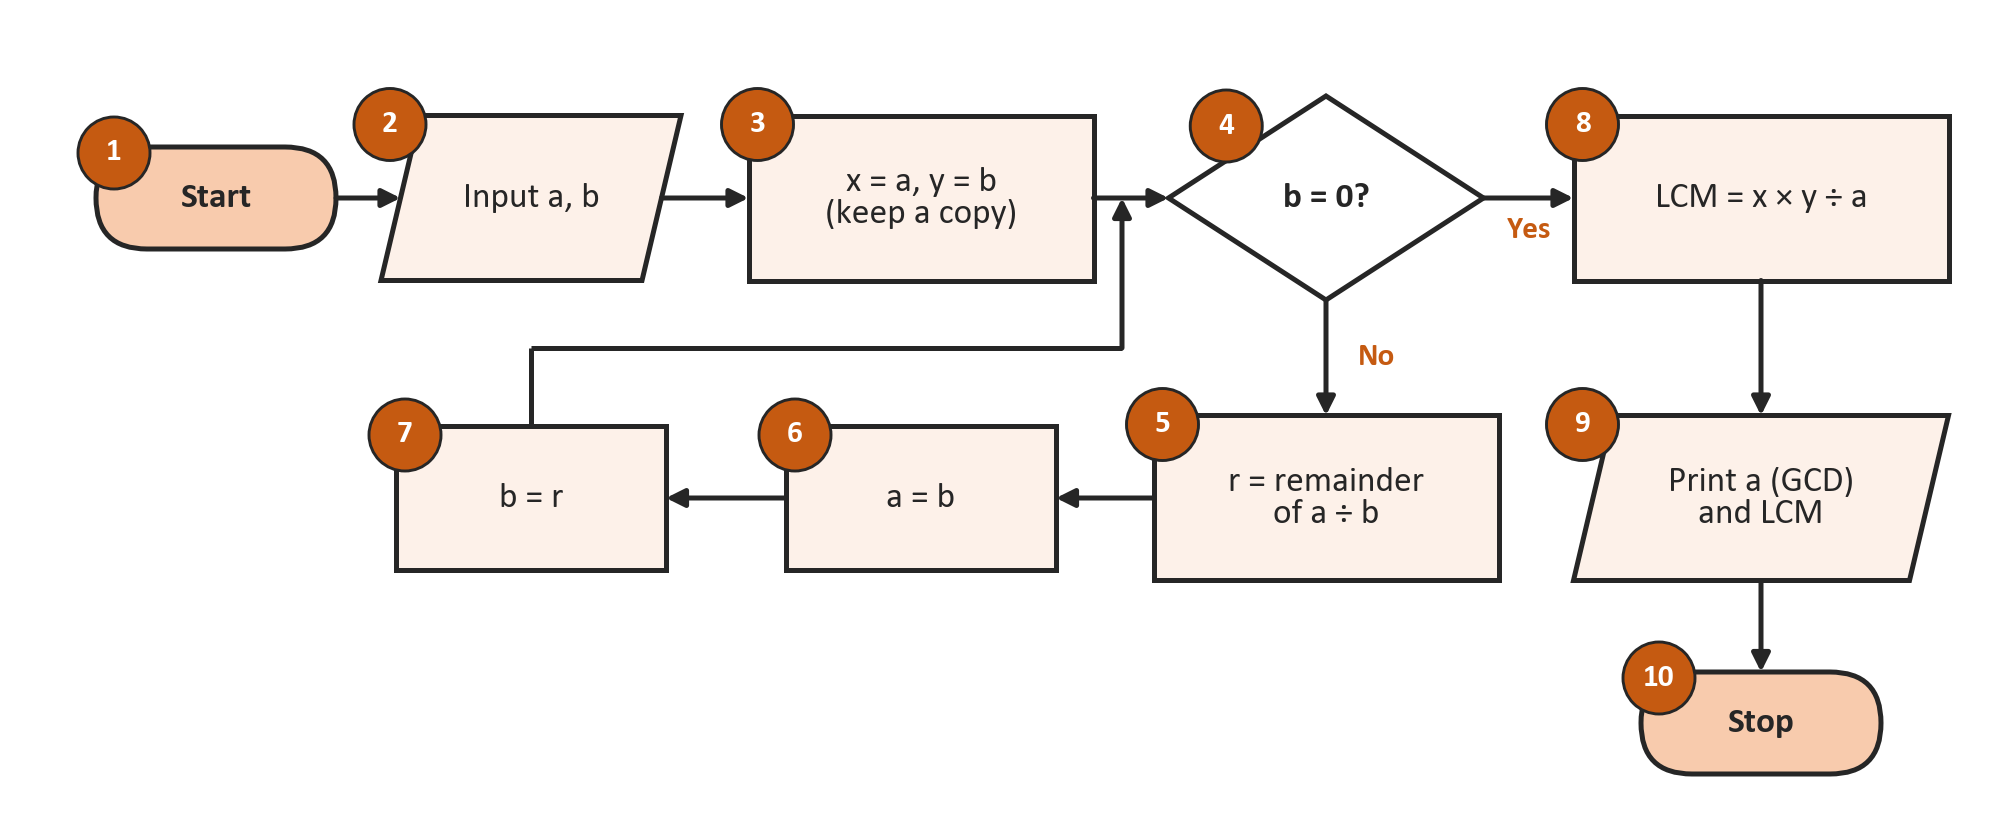 1
Start
2
Input a, b
3
x = a, y = b
(keep a copy)
4
b = 0?
Yes
No
8
LCM = x × y ÷ a
7
b = r
6
a = b
5
r = remainder
of a ÷ b
9
Print a (GCD)
and LCM
10
Stop